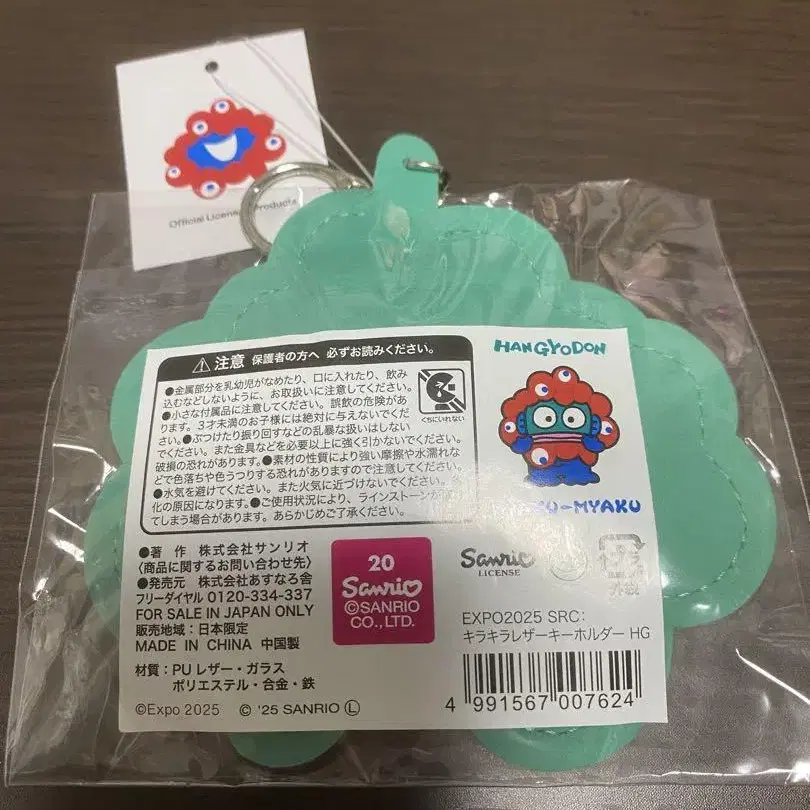 Official License Products
⚠注意 保護者の方へ 必ずお読みください。
●金属部分を乳幼児がなめたり、口に入れたり、飲み
込むなどしないように、お取扱いに注意してください。
●小さな付属品に注意してください。誤飲の危険があ
ります。3才未満のお子様には絶対に与えないでくだ
さい。●ぶつけたり振り回すなどの乱暴な扱いはしない
でください。また金具などを必要以上に強く引かないでください。
破損の恐れがあります。●素材の性質により強い摩擦や水濡れな
どで色落ちや色うつりする恐れがありますので注意してください。
●水気を避けてください。また火気に近づけないでください。
化の原因になります。●ご使用状況により、ラインストーンが
てしまう場合があります。あらかじめご了承ください。
くちにいれない
HANGYODON
KU-MYAKU
●著 作 株式会社サンリオ
〈商品に関するお問い合わせ先〉
●発売元 株式会社あすなろ舎
フリーダイヤル 0120-334-337
FOR SALE IN JAPAN ONLY
販売地域:日本限定
MADE IN CHINA 中国製
材質:PUレザー・ガラス
ポリエステル・合金・鉄
©Expo 2025 © '25 SANRIO Ⓛ
20
Sanrio
©SANRIO
CO., LTD.
Sanrio
LICENSE
プラ
外袋
EXPO2025 SRC:
キラキラレザーキーホルダー HG
4 991567 007624